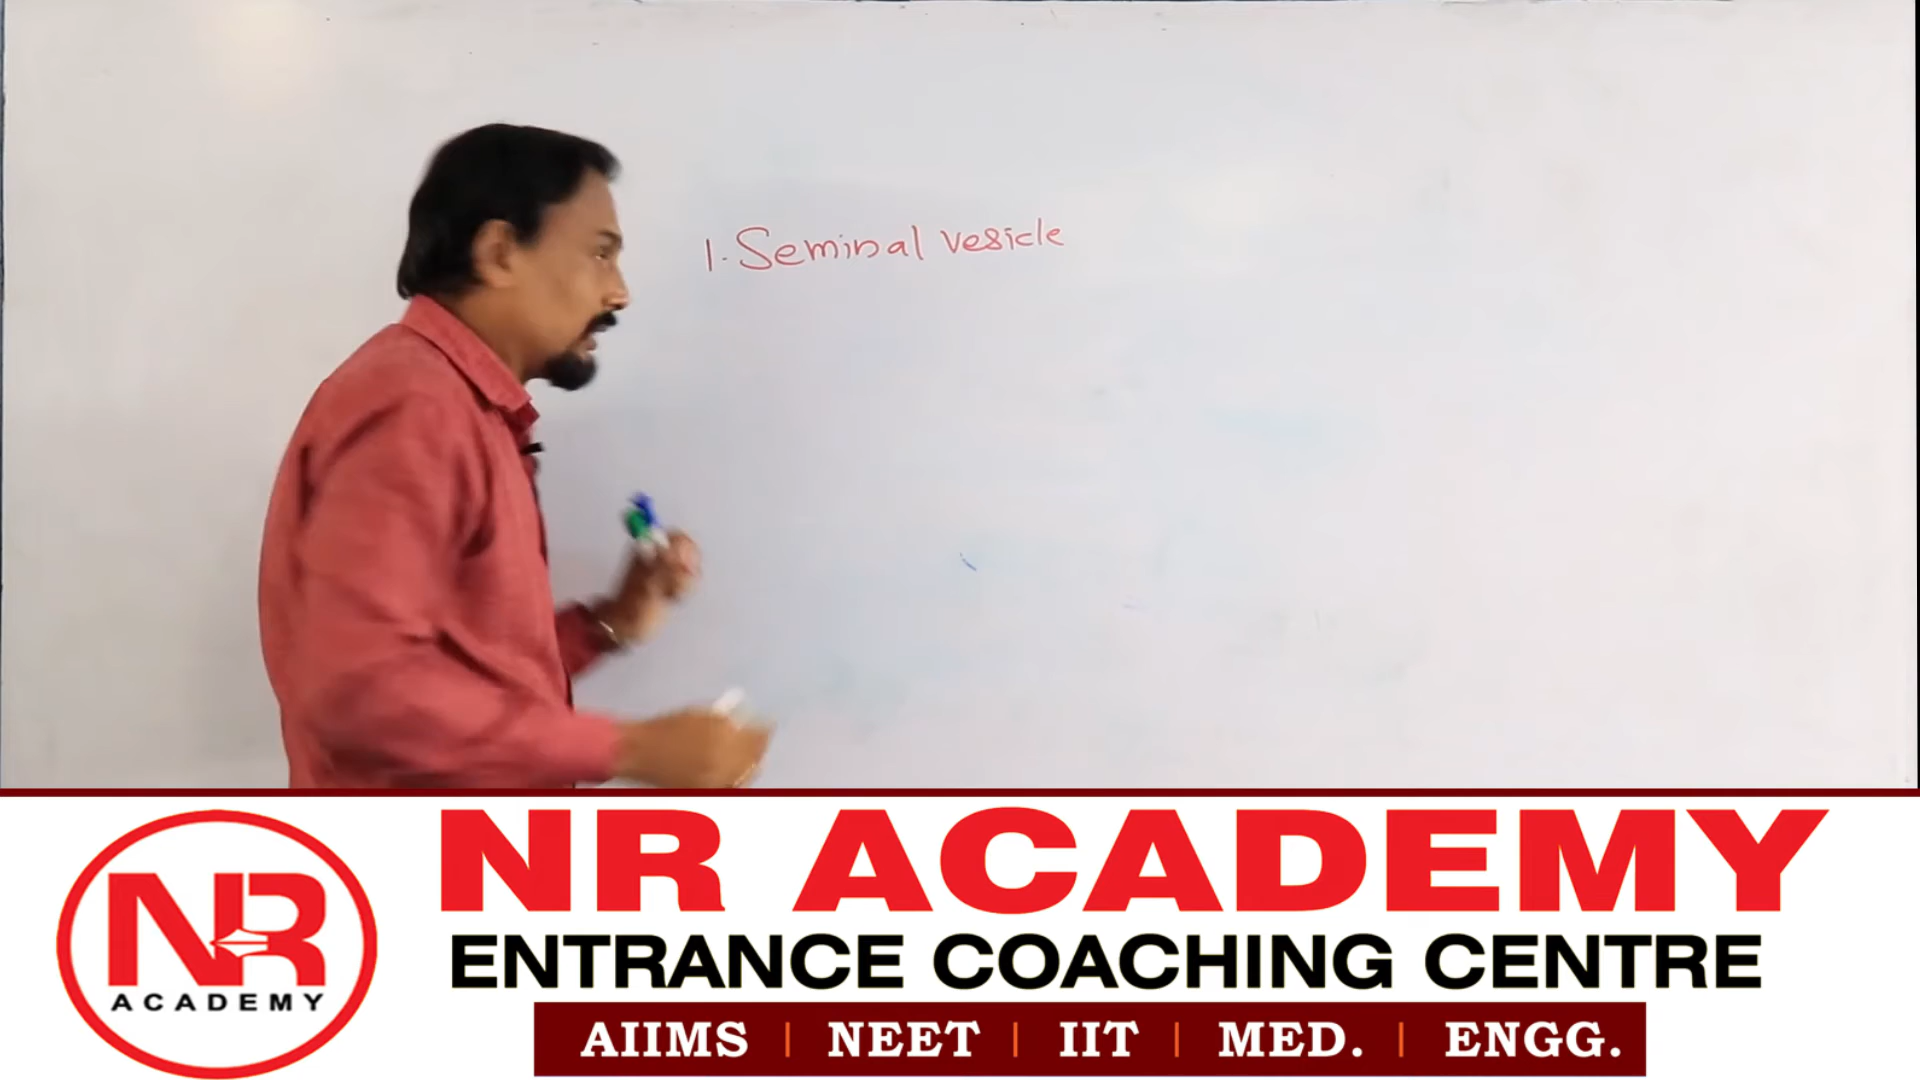 1. Seminal vesicle
NR ACADEMY
NR
ACADEMY
ENTRANCE COACHING CENTRE
AIIMS | NEET | IIT | MED. | ENGG.